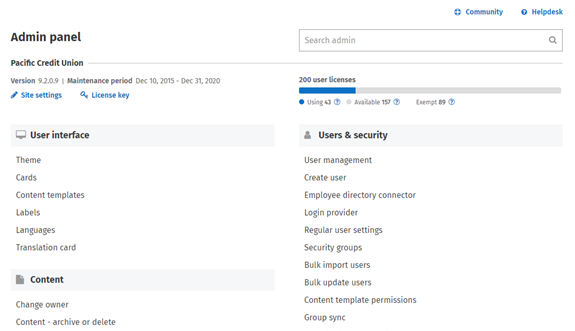 Community
Helpdesk
Admin panel
Search admin
Pacific Credit Union
Version 9.2.0.9 | Maintenance period Dec 10, 2015 - Dec 31, 2020
Site settings
License key
200 user licenses
Using 43 ? Available 157 ? Exempt 89 ?
User interface
Theme
Cards
Content templates
Labels
Languages
Translation card
Content
Change owner
Content - archive or delete
Users & security
User management
Create user
Employee directory connector
Login provider
Regular user settings
Security groups
Bulk import users
Bulk update users
Content template permissions
Group sync